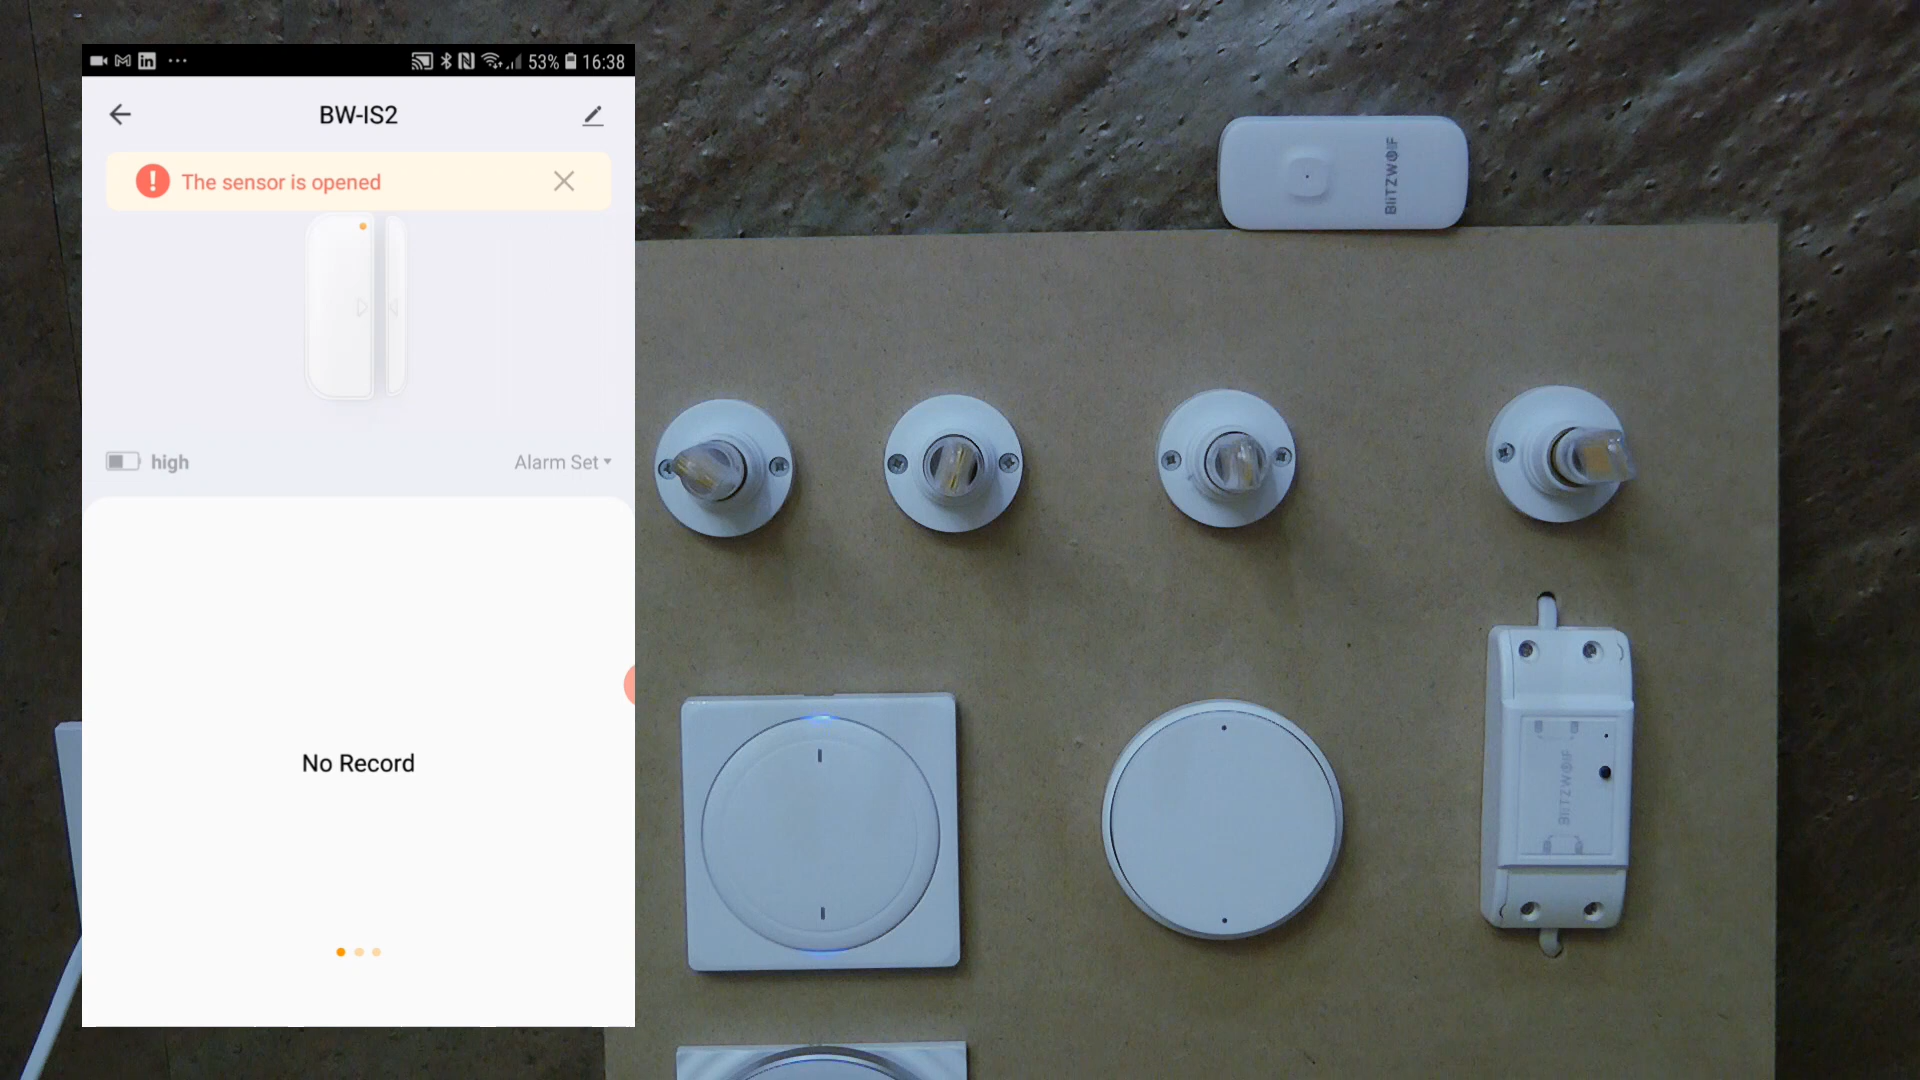 53% 16:38
BW-IS2
The sensor is opened
high
Alarm Set
No Record
BliTZWOlF
BliTZWOlF